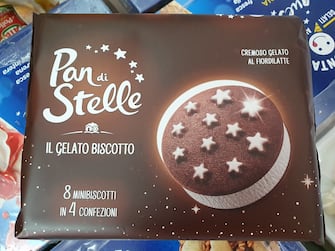 Pan di
Stelle
IL GELATO BISCOTTO
8 MINIBISCOTTI
IN 4 CONFEZIONI
CREMOSO GELATO
AL FIORDILATTE